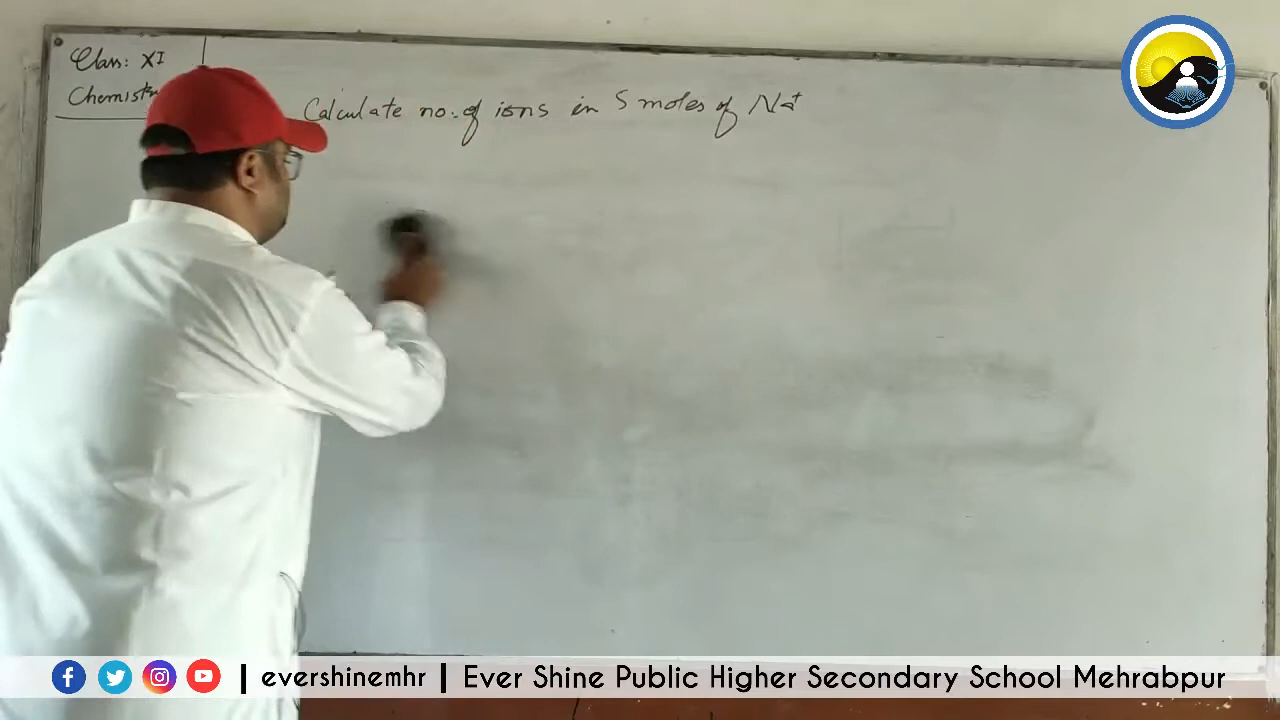 Class: XI
Chemistry
Calculate no. of ions in 5 moles of Na⁺
| evershinemhr | Ever Shine Public Higher Secondary School Mehrabpur